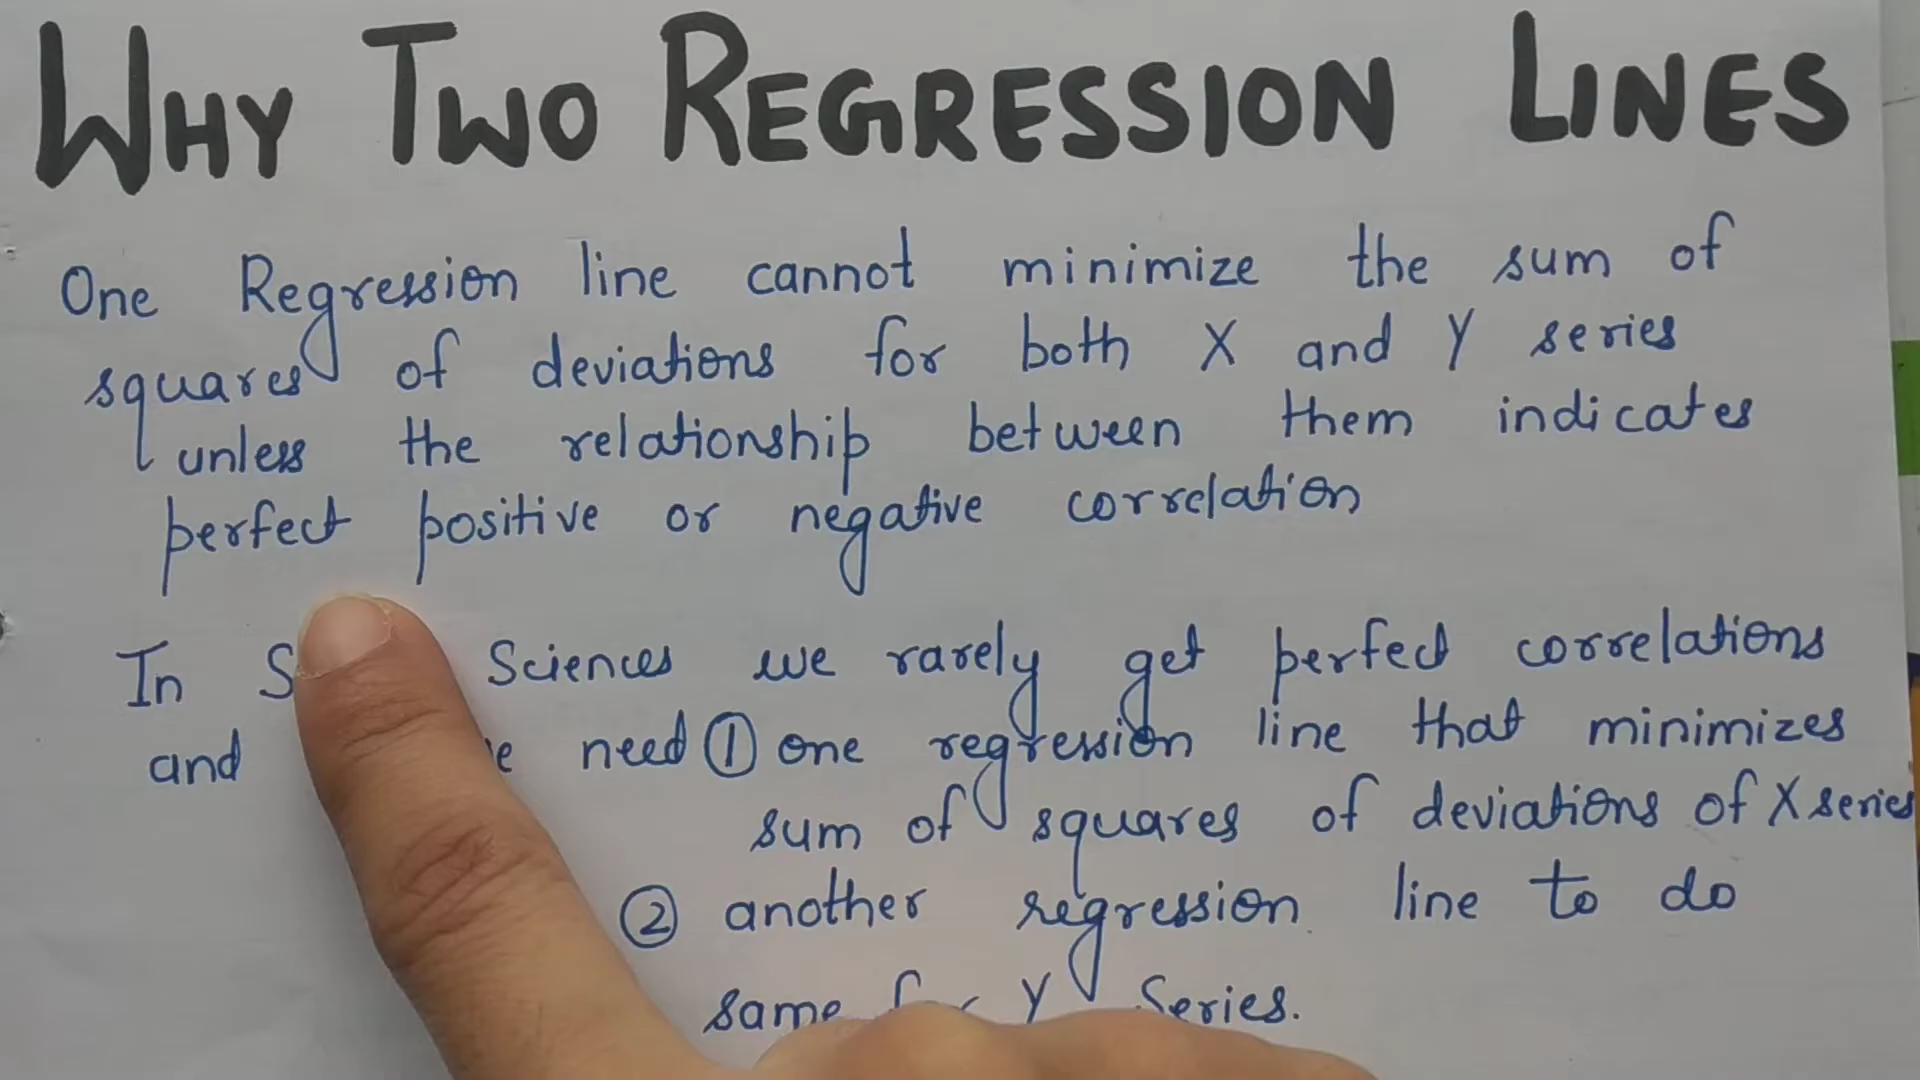 WHY TWO REGRESSION LINES
One Regression line cannot minimize the sum of
squares of deviations for both X and Y series
unless the relationship between them indicates
perfect positive or negative correlation
In Sciences we rarely get perfect correlations
and need ① one regression line that minimizes
sum of squares of deviations of X series
② another regression line to do
same Y Series.